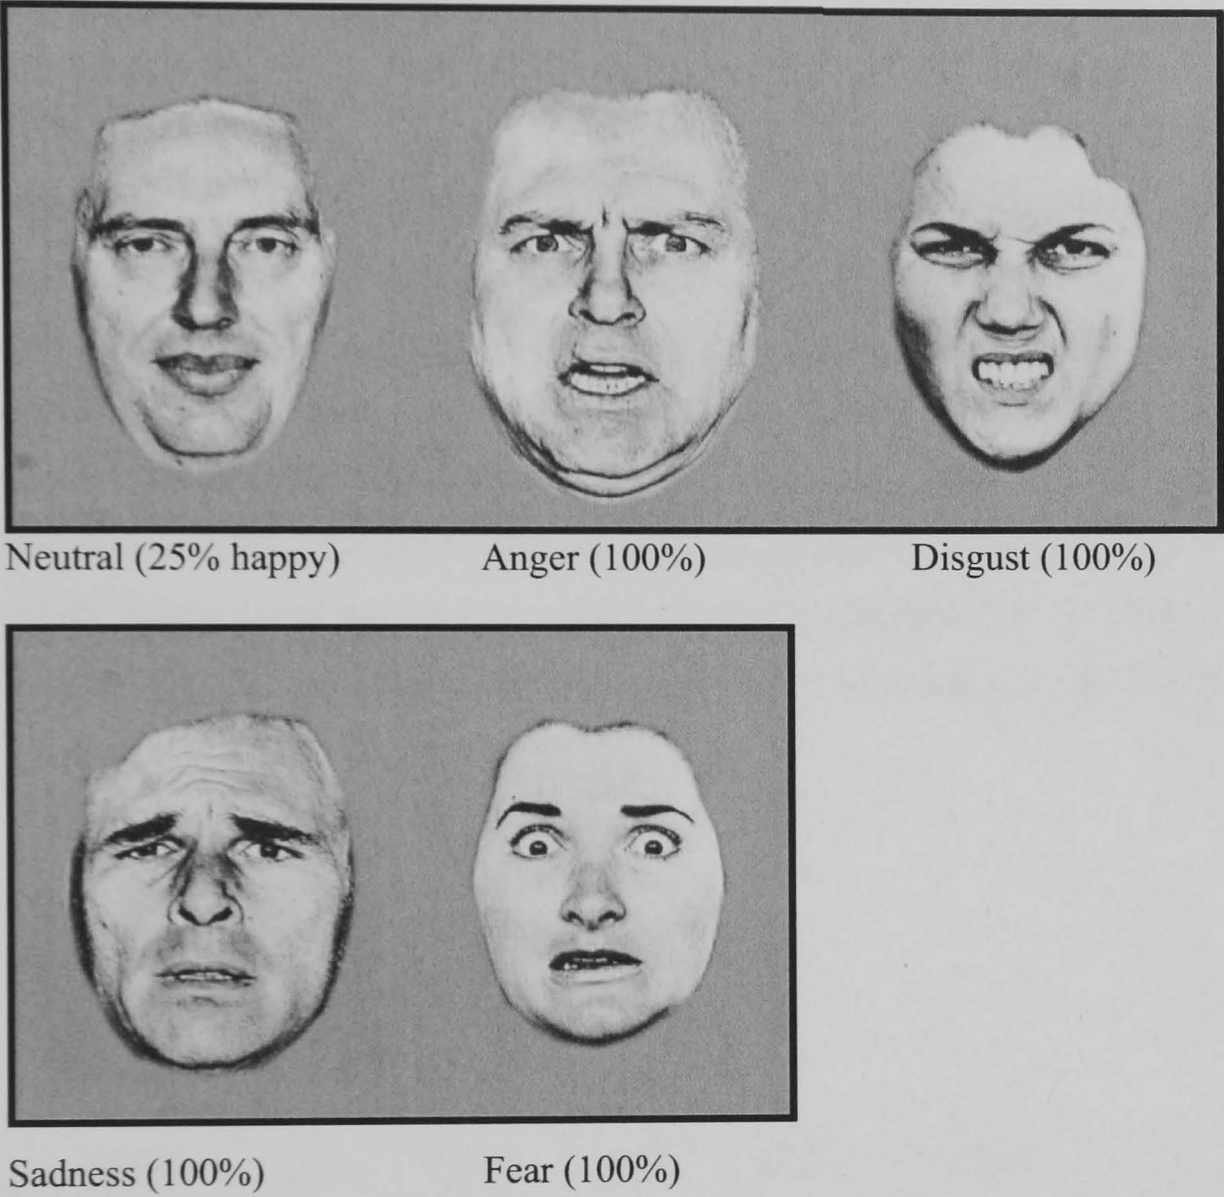 Neutral (25% happy) Anger (100%) Disgust (100%)
Sadness (100%) Fear (100%)